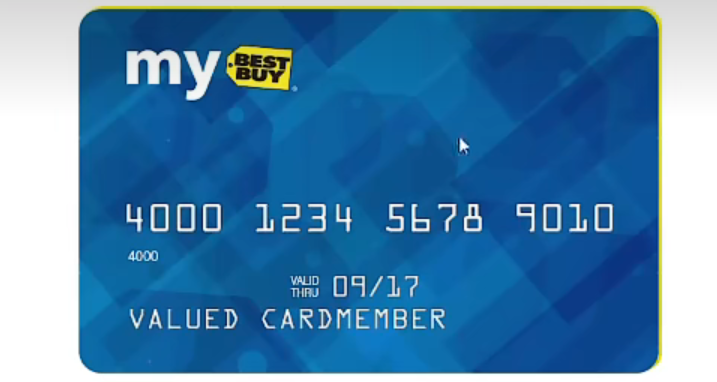 my BEST BUY
4000 1234 5678 9010
4000
VALID THRU 09/17
VALUED CARDMEMBER